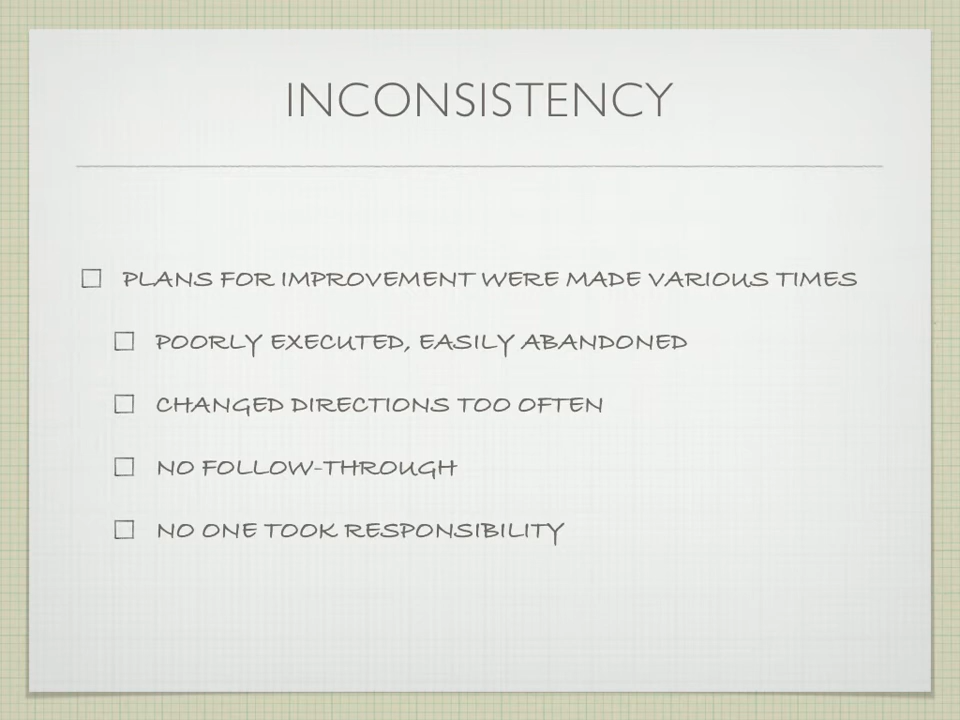 INCONSISTENCY
PLANS FOR IMPROVEMENT WERE MADE VARIOUS TIMES
POORLY EXECUTED, EASILY ABANDONED
CHANGED DIRECTIONS TOO OFTEN
NO FOLLOW-THROUGH
NO ONE TOOK RESPONSIBILITY